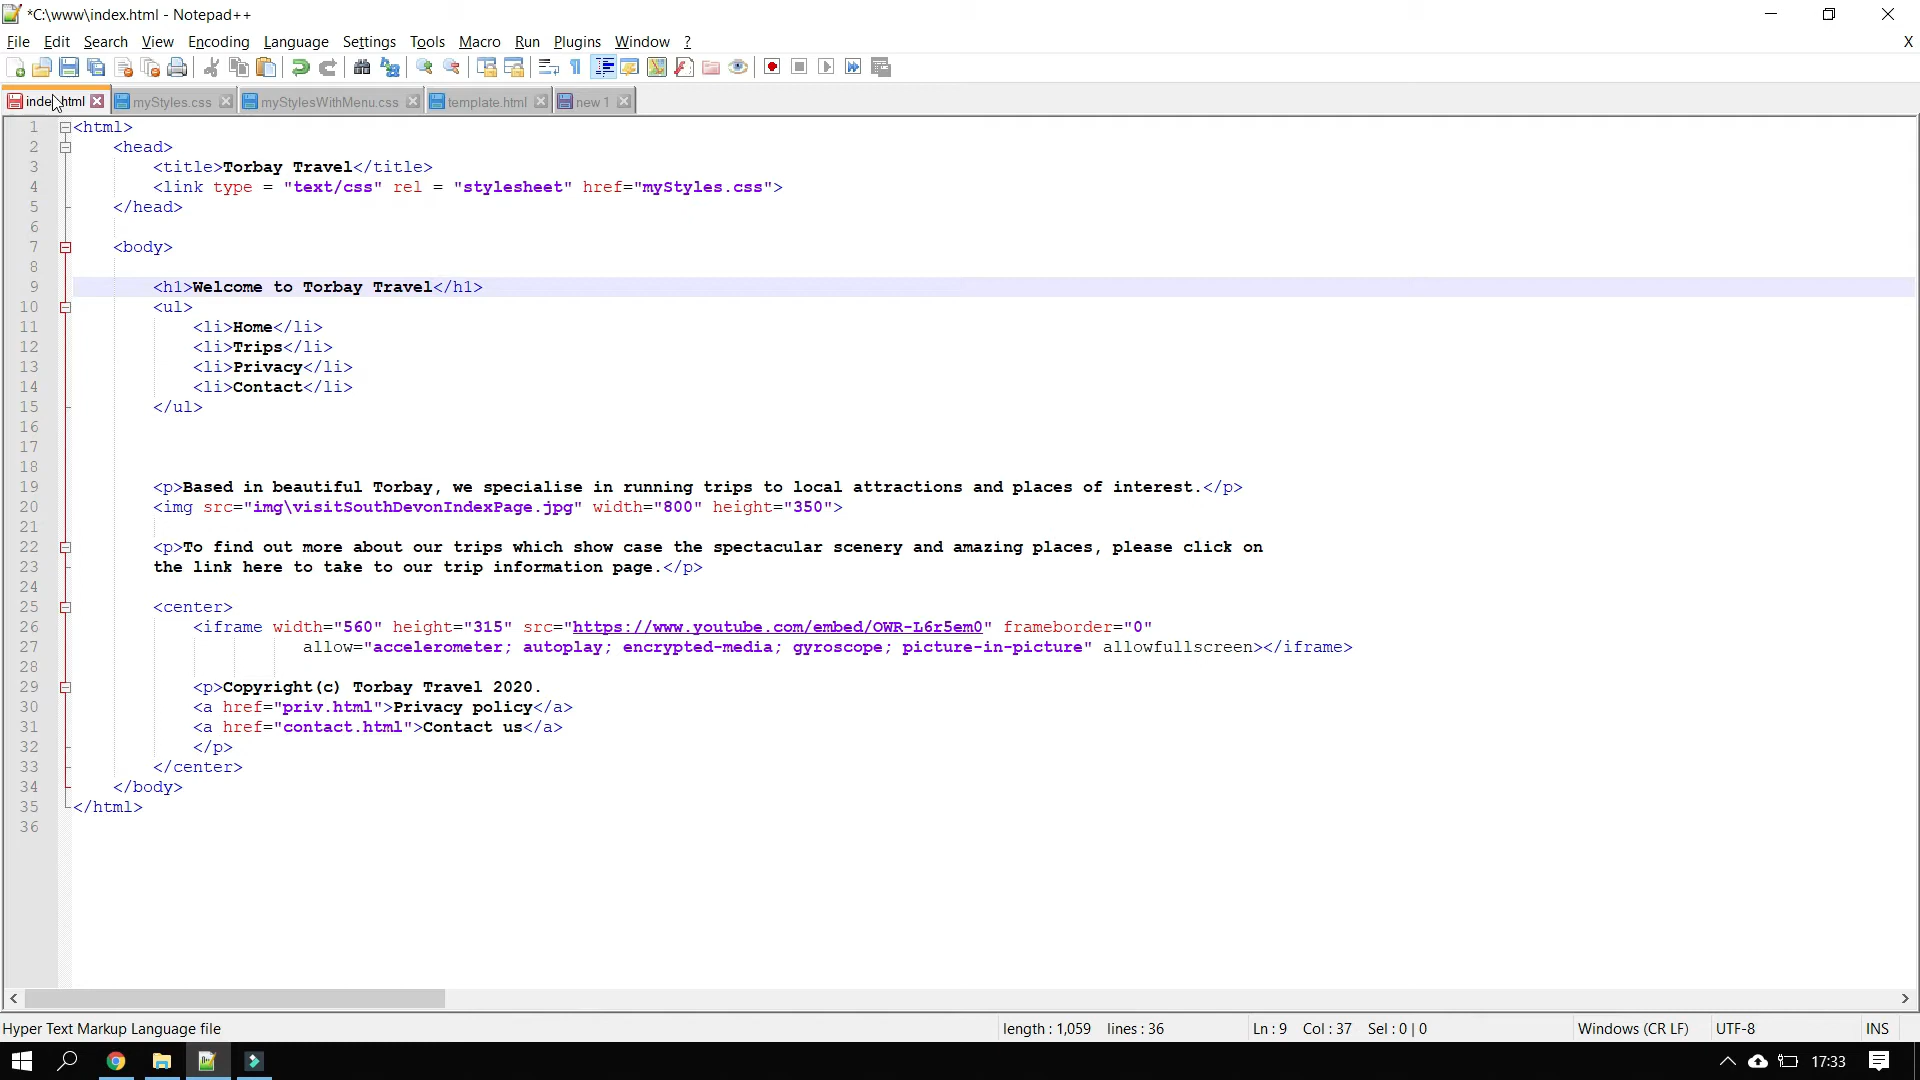 *C:\www\index.html - Notepad++
File Edit Search View Encoding Language Settings Tools Macro Run Plugins Window ? X
index.html myStyles.css myStylesWithMenu.css template.html new 1
1 <html>
2 <head>
3 <title>Torbay Travel</title>
4 <link type = "text/css" rel = "stylesheet" href="myStyles.css">
5 </head>
6
7 <body>
8
9 <h1>Welcome to Torbay Travel</h1>
10 <ul>
11 <li>Home</li>
12 <li>Trips</li>
13 <li>Privacy</li>
14 <li>Contact</li>
15 </ul>
16
17
18
19 <p>Based in beautiful Torbay, we specialise in running trips to local attractions and places of interest.</p>
20 <img src="img\visitSouthDevonIndexPage.jpg" width="800" height="350">
21
22 <p>To find out more about our trips which show case the spectacular scenery and amazing places, please click on
23 the link here to take to our trip information page.</p>
24
25 <center>
26 <iframe width="560" height="315" src="https://www.youtube.com/embed/OWR-L6r5em0" frameborder="0"
27 allow="accelerometer; autoplay; encrypted-media; gyroscope; picture-in-picture" allowfullscreen></iframe>
28
29 <p>Copyright(c) Torbay Travel 2020.
30 <a href="priv.html">Privacy policy</a>
31 <a href="contact.html">Contact us</a>
32 </p>
33 </center>
34 </body>
35 </html>
36
Hyper Text Markup Language file length : 1,059 lines : 36 Ln : 9 Col : 37 Sel : 0 | 0 Windows (CR LF) UTF-8 INS
17:33